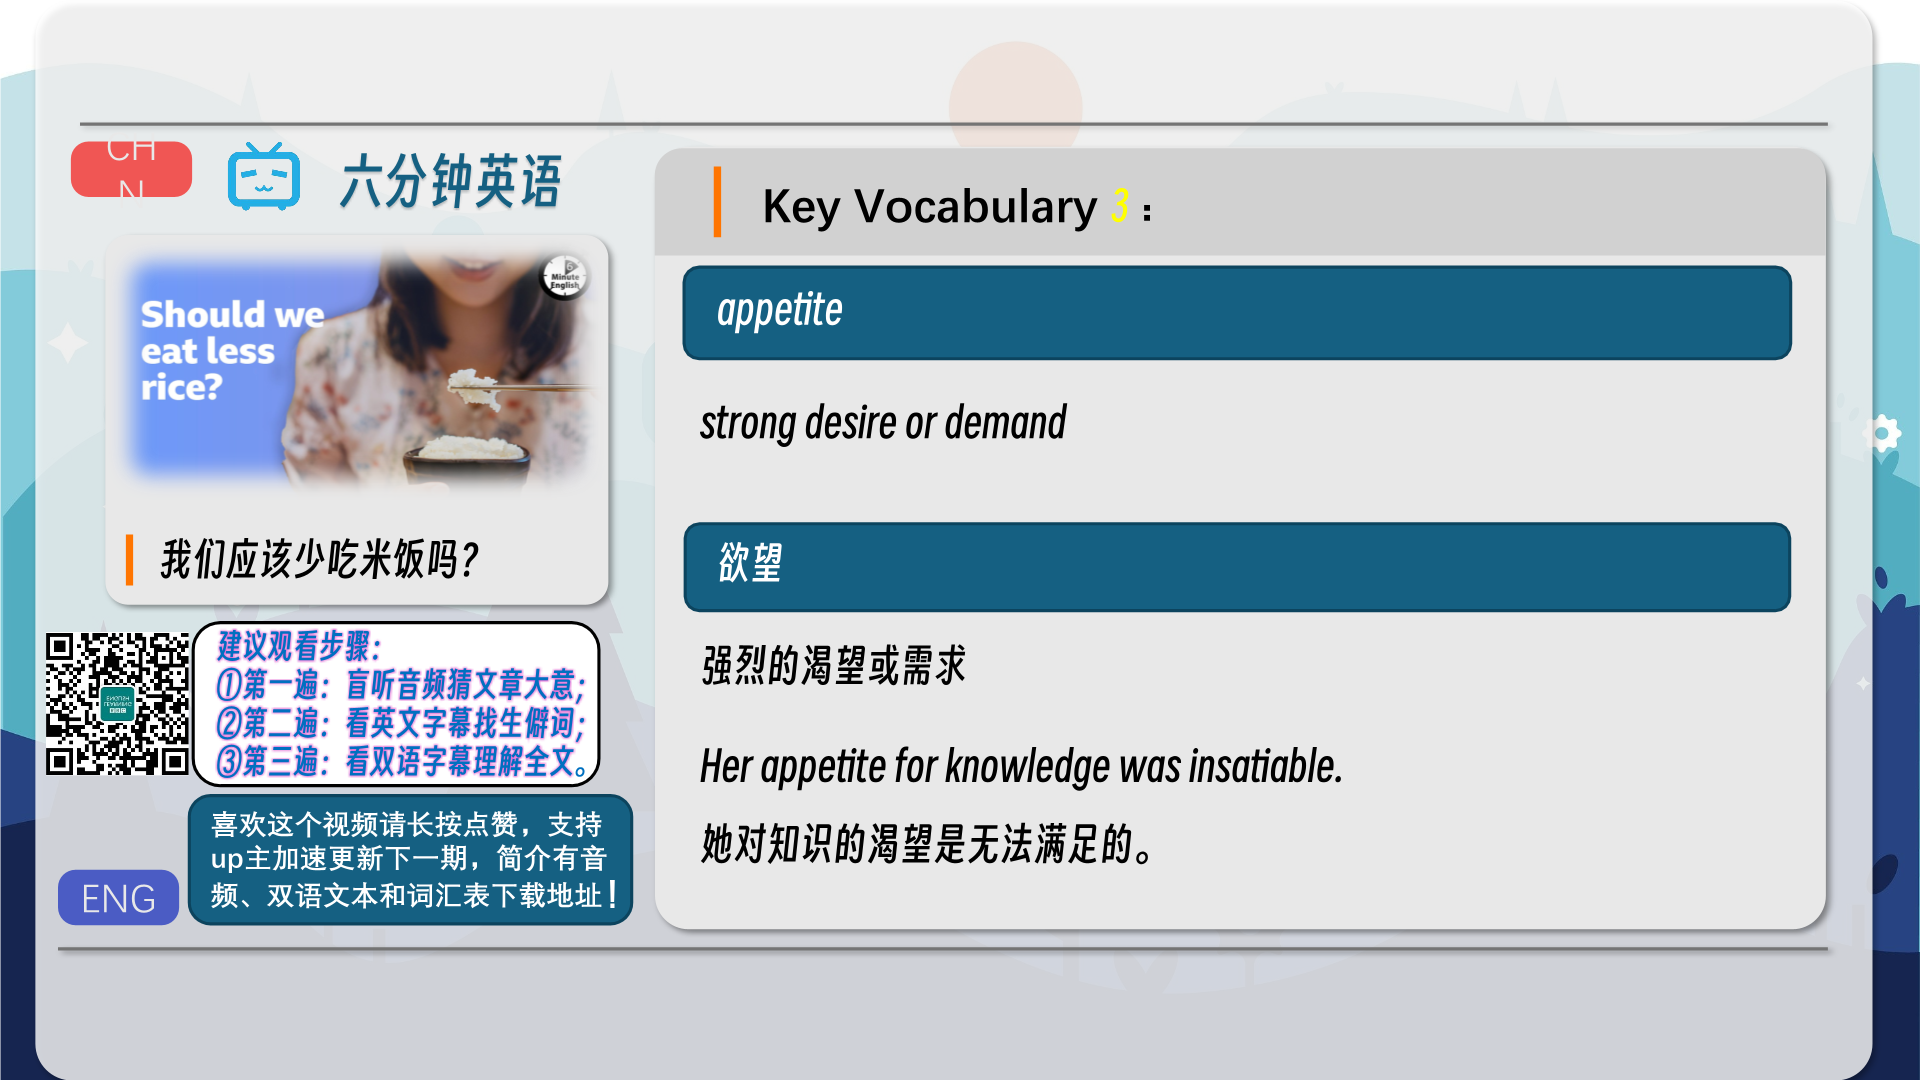 CH
N
六分钟英语
Should we
eat less
rice?
6
Minute
English
我们应该少吃米饭吗？
建议观看步骤：
①第一遍：盲听音频猜文章大意；
②第二遍：看英文字幕找生僻词；
③第三遍：看双语字幕理解全文。
喜欢这个视频请长按点赞，支持
up主加速更新下一期，简介有音
频、双语文本和词汇表下载地址！
ENG
Key Vocabulary 3：
appetite
strong desire or demand
欲望
强烈的渴望或需求
Her appetite for knowledge was insatiable.
她对知识的渴望是无法满足的。